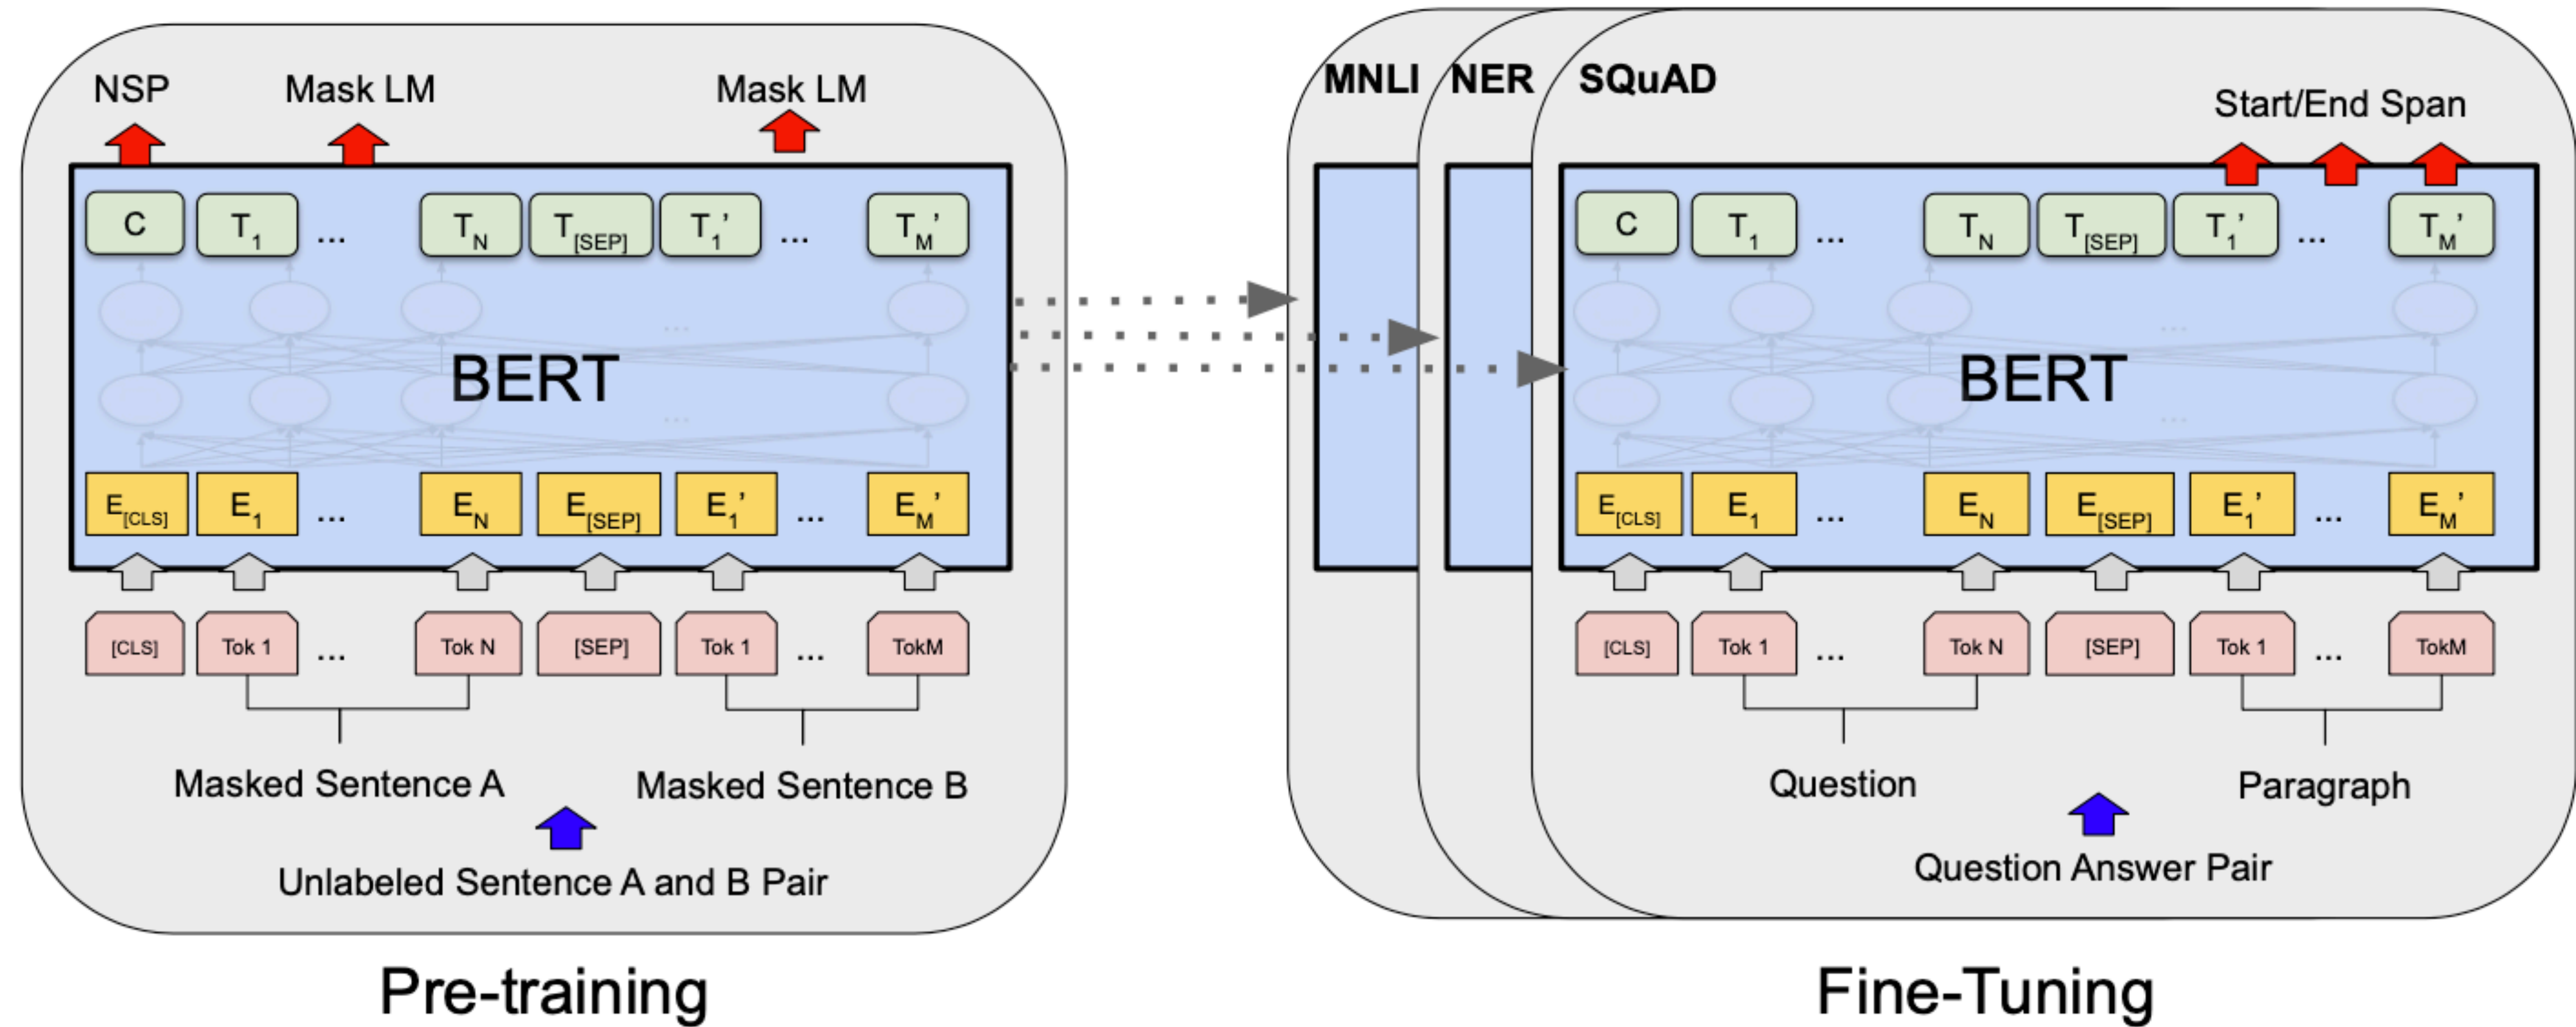 NSP Mask LM Mask LM
C T1 ... TN T[SEP] T1’ ... TM’
BERT
E[CLS] E1 ... EN E[SEP] E1’ ... EM’
[CLS] Tok 1 ... Tok N [SEP] Tok 1 ... TokM
Masked Sentence A Masked Sentence B
Unlabeled Sentence A and B Pair
Pre-training
MNLI NER SQuAD
Start/End Span
C T1 ... TN T[SEP] T1’ ... TM’
BERT
E[CLS] E1 ... EN E[SEP] E1’ ... EM’
[CLS] Tok 1 ... Tok N [SEP] Tok 1 ... TokM
Question Paragraph
Question Answer Pair
Fine-Tuning